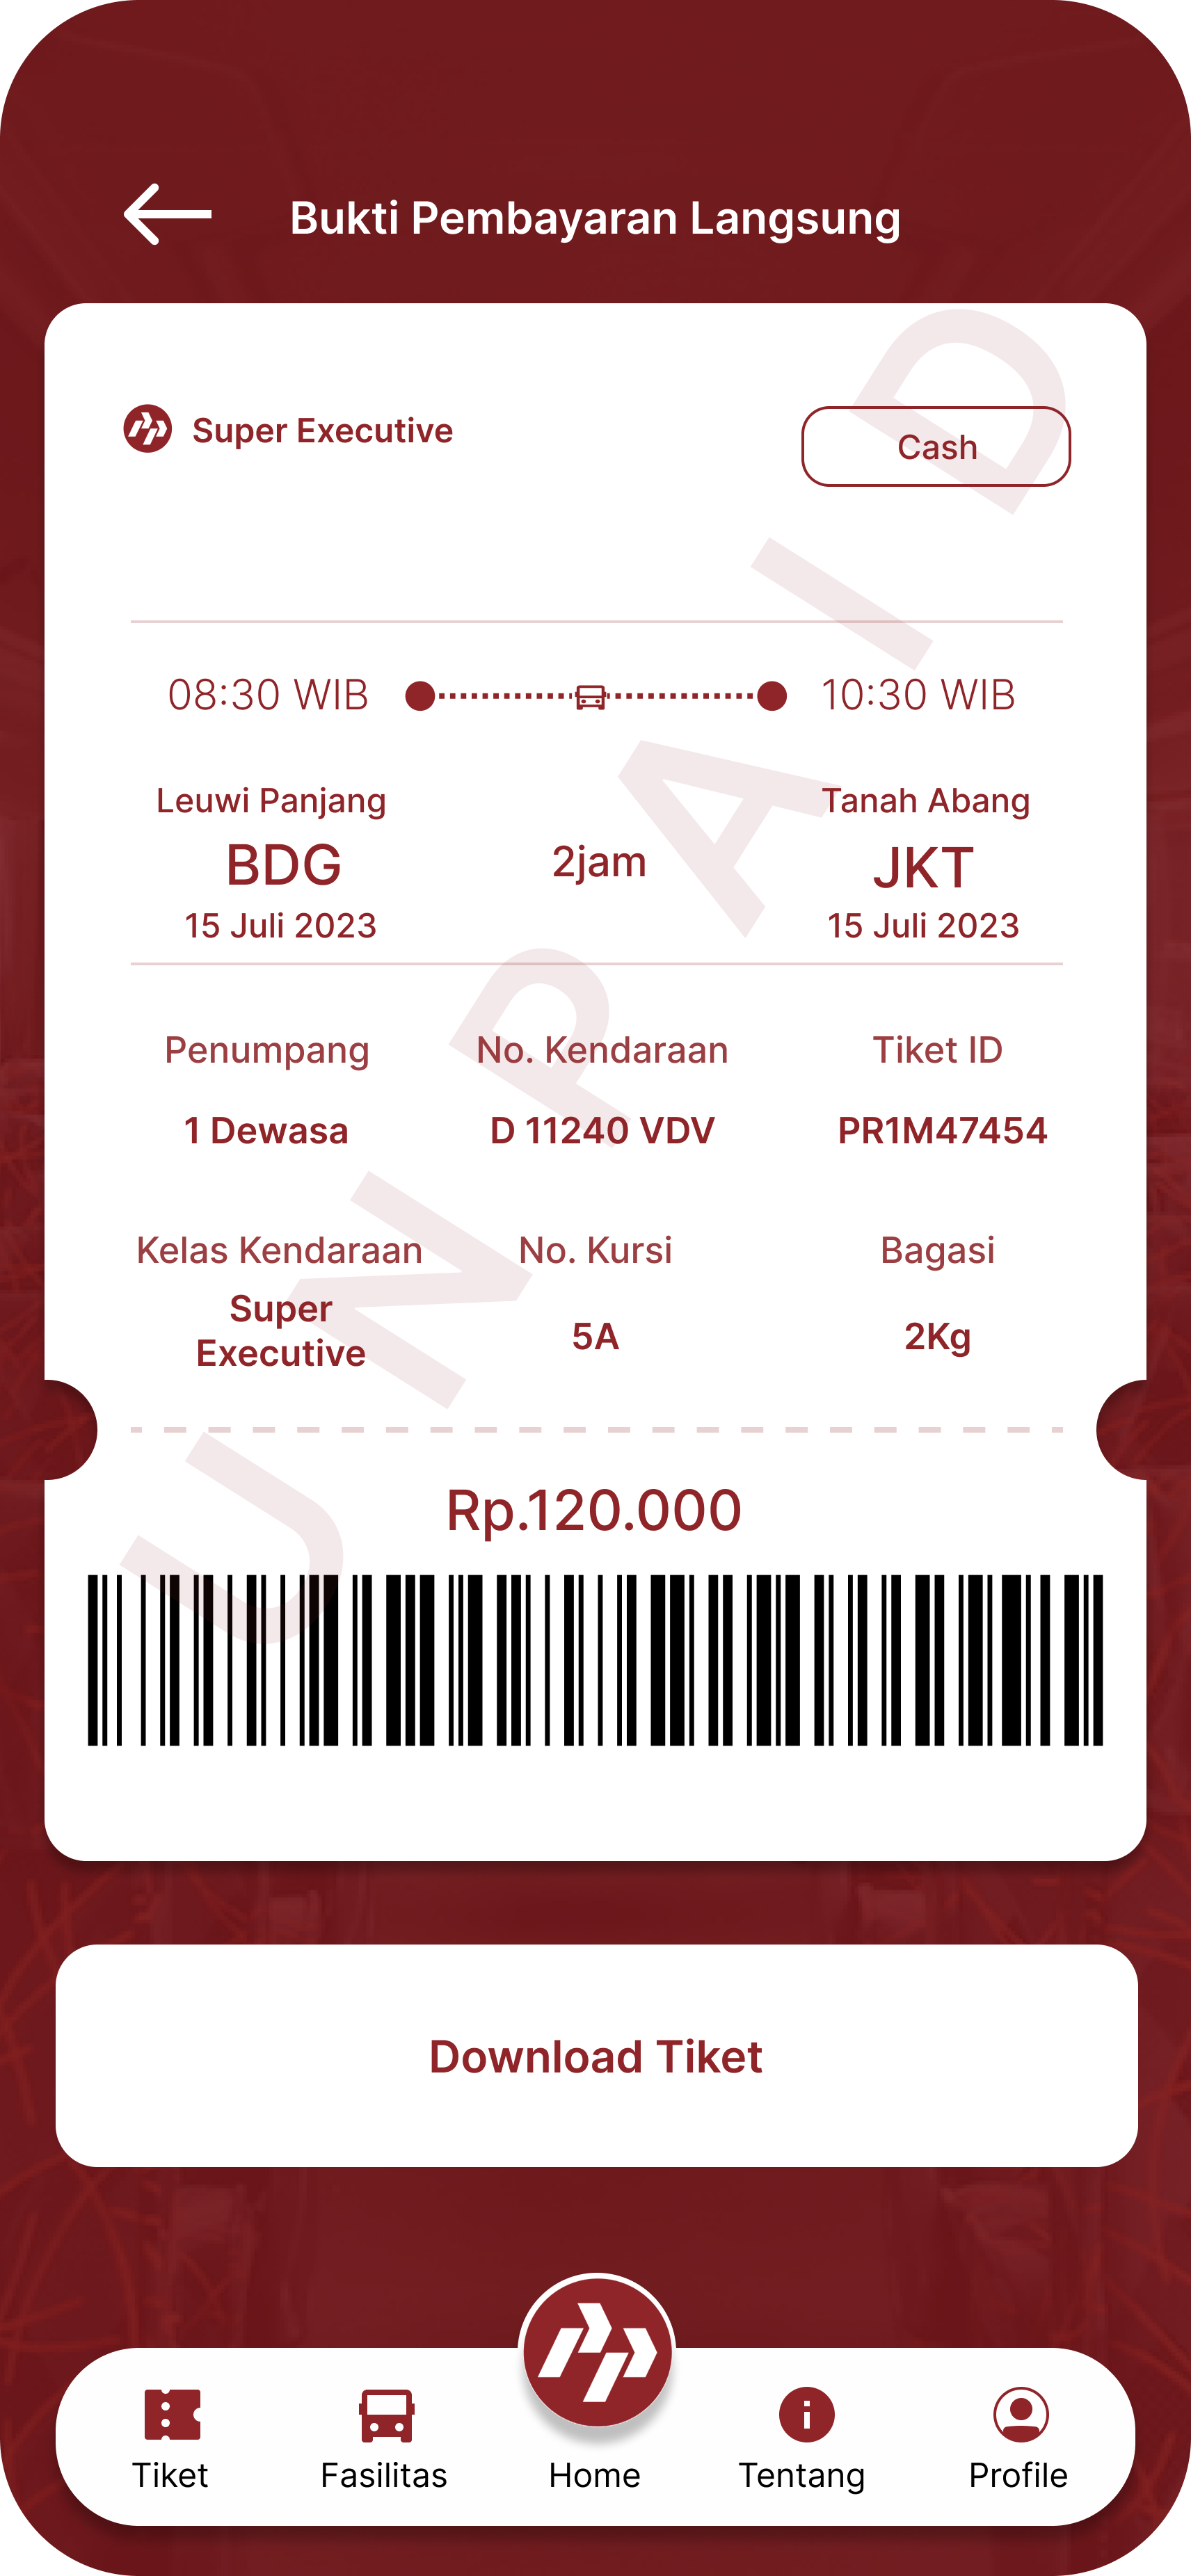 Bukti Pembayaran Langsung
Super Executive
Cash
08:30 WIB
10:30 WIB
Leuwi Panjang
Tanah Abang
BDG
2jam
JKT
15 Juli 2023
15 Juli 2023
Penumpang
No. Kendaraan
Tiket ID
1 Dewasa
D 11240 VDV
PR1M47454
Kelas Kendaraan
No. Kursi
Bagasi
Super
Executive
5A
2Kg
UNPAID
Rp.120.000
Download Tiket
Tiket
Fasilitas
Home
Tentang
Profile